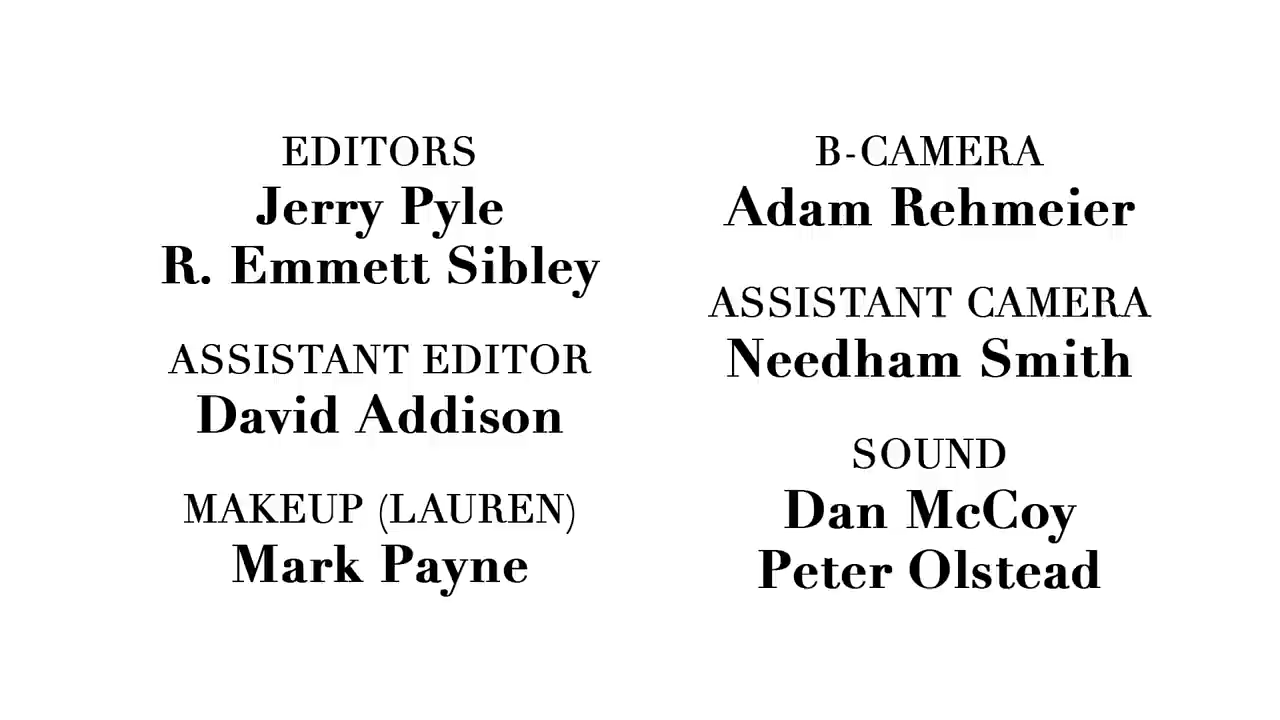 EDITORS
Jerry Pyle
R. Emmett Sibley
ASSISTANT EDITOR
David Addison
MAKEUP (LAUREN)
Mark Payne
B-CAMERA
Adam Rehmeier
ASSISTANT CAMERA
Needham Smith
SOUND
Dan McCoy
Peter Olstead